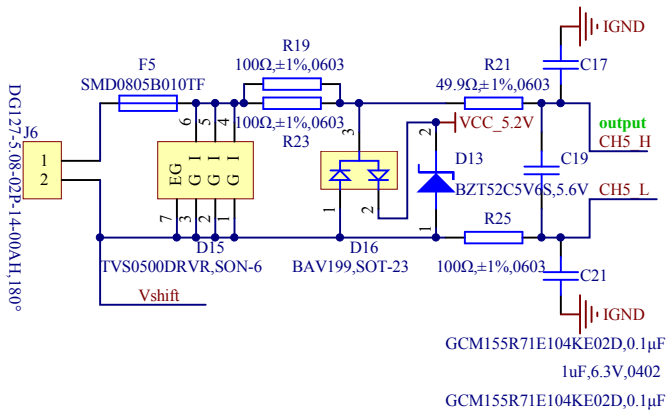 IGND
R19
F5
100Ω,±1%,0603
R21
C17
SMD0805B010TF
49.9Ω,±1%,0603
DG127-5.08-02P-14-00AH,180°
J6
6
5
4
100Ω,±1%,0603
R23
3
2
VCC_5.2V
output
CH5_H
1
2
EG
G I
G I
G I
D13
C19
BZT52C5V6S,5.6V
CH5_L
7
3
2
1
1
2
1
R25
D15
D16
TVS0500DRVR,SON-6
BAV199,SOT-23
100Ω,±1%,0603
C21
Vshift
IGND
GCM155R71E104KE02D,0.1µF
1uF,6.3V,0402
GCM155R71E104KE02D,0.1µF